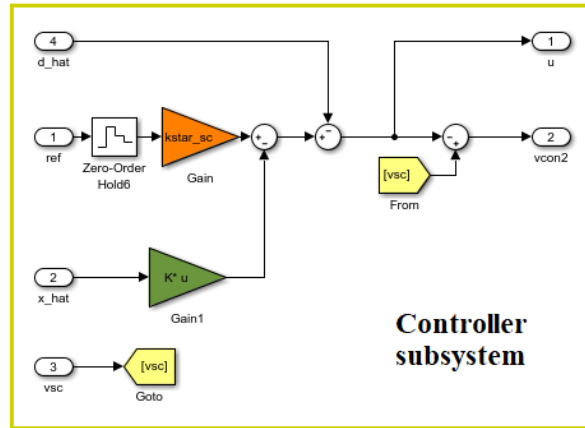 4
d_hat
1
u
1
ref
Zero-Order
Hold6
kstar_sc
Gain
+
−
+
−
−
+
2
vcon2
[vsc]
From
2
x_hat
K* u
Gain1
3
vsc
[vsc]
Goto
Controller
subsystem